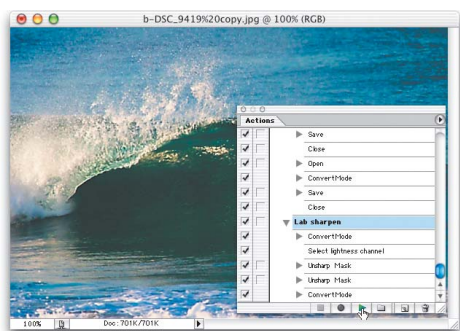 b-DSC_9419%20copy.jpg @ 100% (RGB)
Actions
Save
Close
Open
ConvertMode
Save
Close
Lab sharpen
ConvertMode
Select lightness channel
Unsharp Mask
Unsharp Mask
ConvertMode
100% Doc: 701K/701K